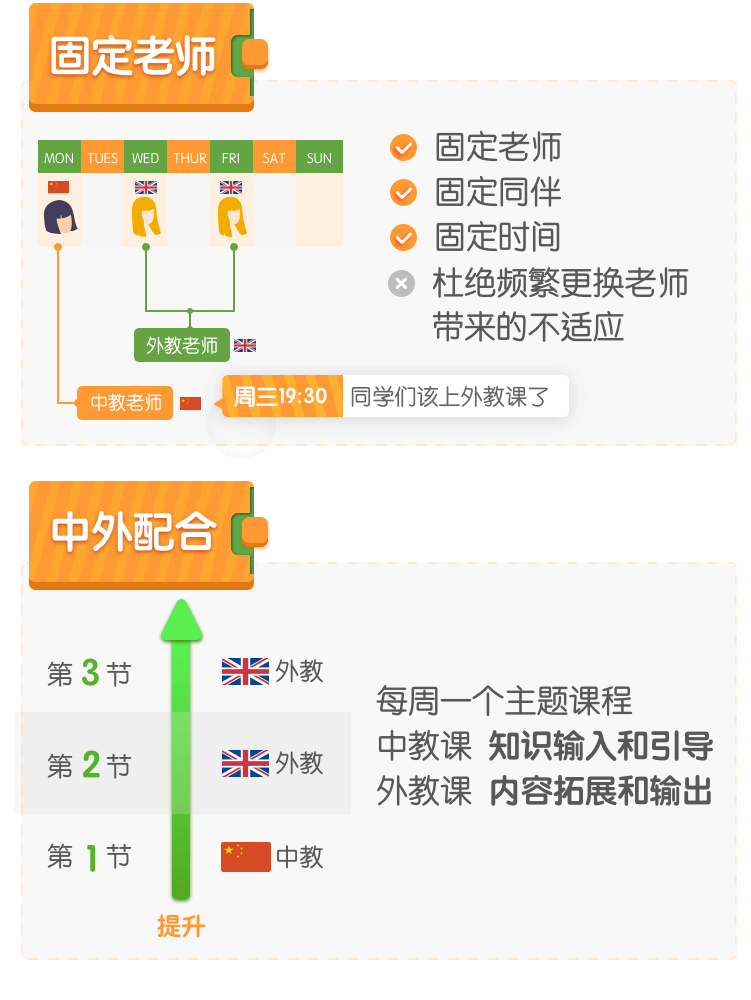 固定老师
MON TUES WED THUR FRI SAT SUN
固定老师
固定同伴
固定时间
杜绝频繁更换老师
带来的不适应
外教老师
中教老师
周三19:30 同学们该上外教课了
中外配合
第3节 外教
第2节 外教
第1节 中教
提升
每周一个主题课程
中教课 知识输入和引导
外教课 内容拓展和输出